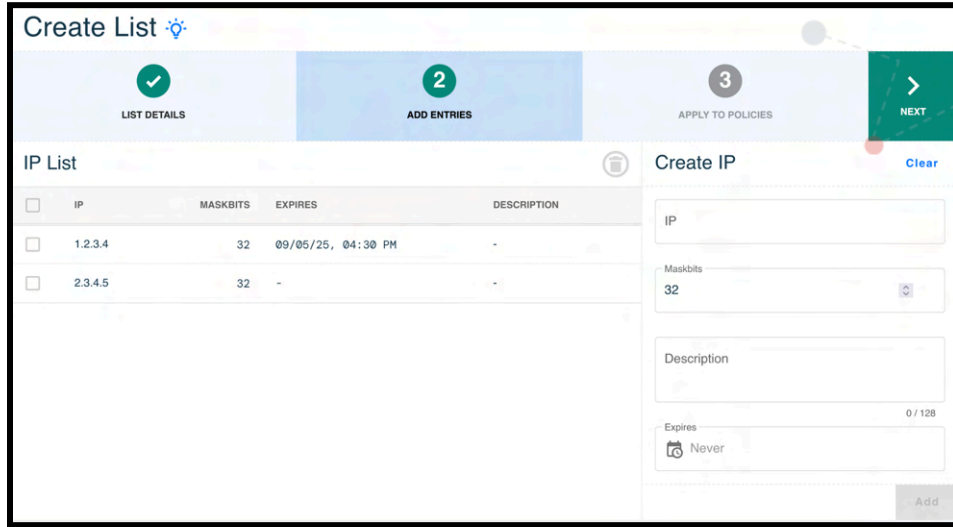 Create List
2
3
LIST DETAILS
ADD ENTRIES
APPLY TO POLICIES
NEXT
IP List
Create IP
Clear
IP MASKBITS EXPIRES DESCRIPTION
1.2.3.4 32 09/05/25, 04:30 PM -
2.3.4.5 32 - -
IP
Maskbits
32
Description
0 / 128
Expires
Never
Add